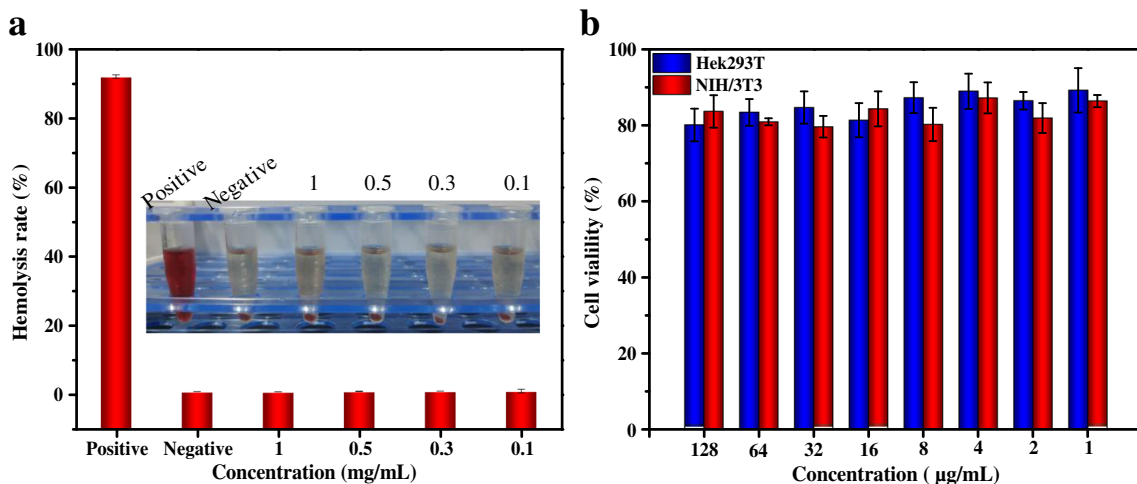 a
Hemolysis rate (%)
100
80
60
40
20
0
Positive Negative 1 0.5 0.3 0.1
Positive Negative 1 0.5 0.3 0.1
Concentration (mg/mL)
b
Cell vialility (%)
100
80
60
40
20
0
Hek293T
NIH/3T3
128 64 32 16 8 4 2 1
Concentration ( μg/mL)